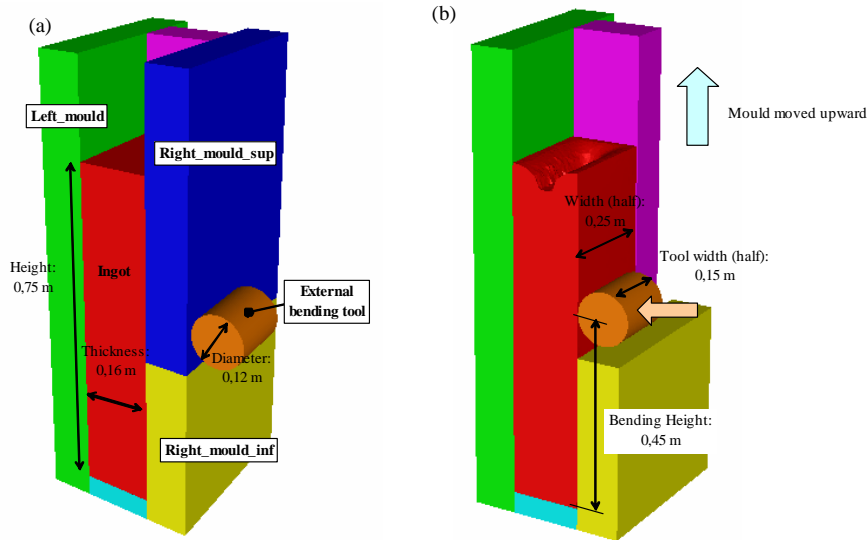 (a)
Left_mould
Right_mould_sup
Height:
0,75 m
Ingot
External
bending tool
Thickness:
0,16 m
Diameter:
0,12 m
Right_mould_inf
(b)
Mould moved upward
Width (half):
0,25 m
Tool width (half):
0,15 m
Bending Height:
0,45 m